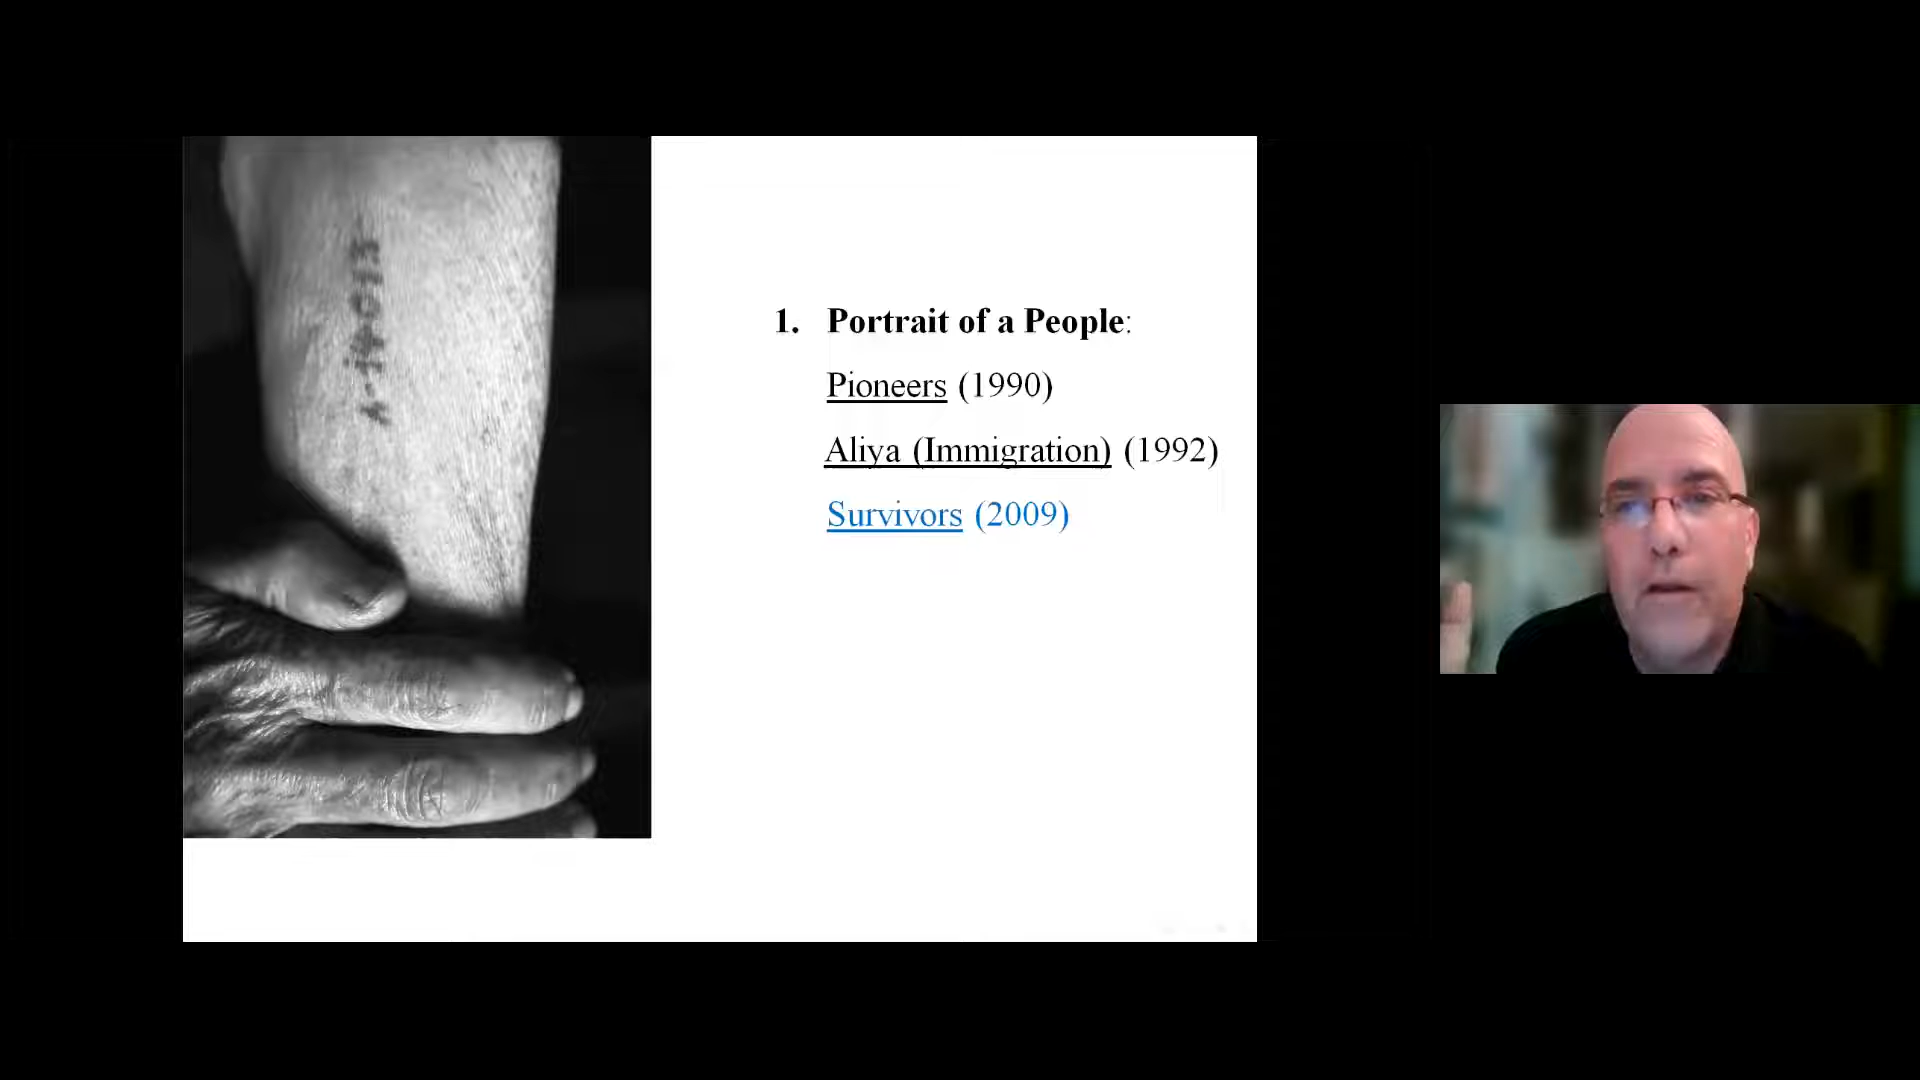 1. Portrait of a People:
Pioneers (1990)
Aliya (Immigration) (1992)
Survivors (2009)